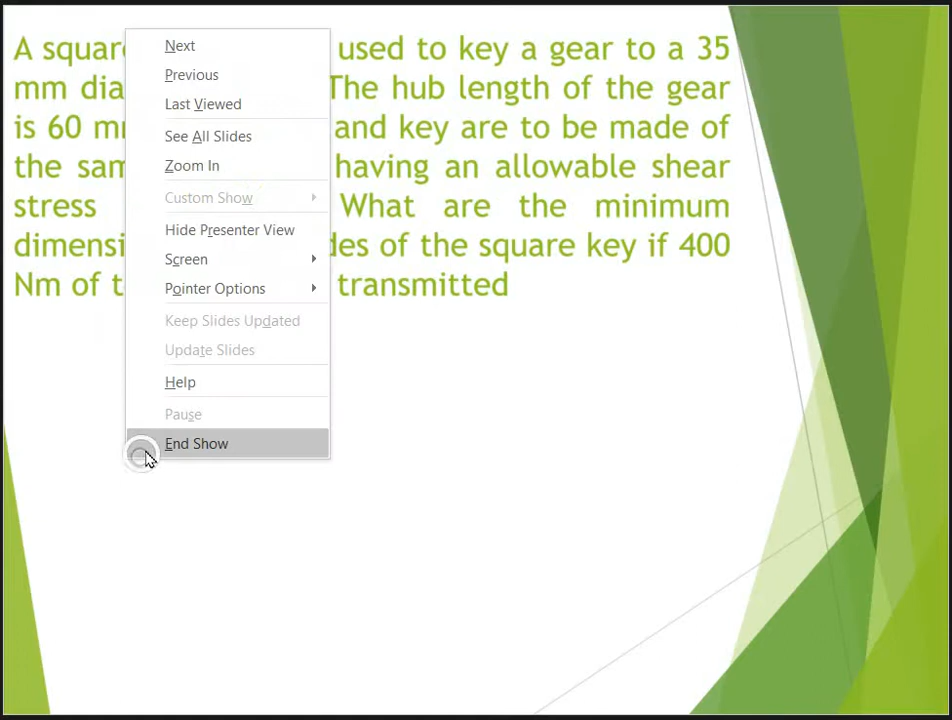 A squar
used to key a gear to a 35
mm dia
The hub length of the gear
is 60 m
and key are to be made of
the sam
having an allowable shear
stress
What are the minimum
dimensi
des of the square key if 400
Nm of t
transmitted
Next
Previous
Last Viewed
See All Slides
Zoom In
Custom Show
Hide Presenter View
Screen
Pointer Options
Keep Slides Updated
Update Slides
Help
Pause
End Show